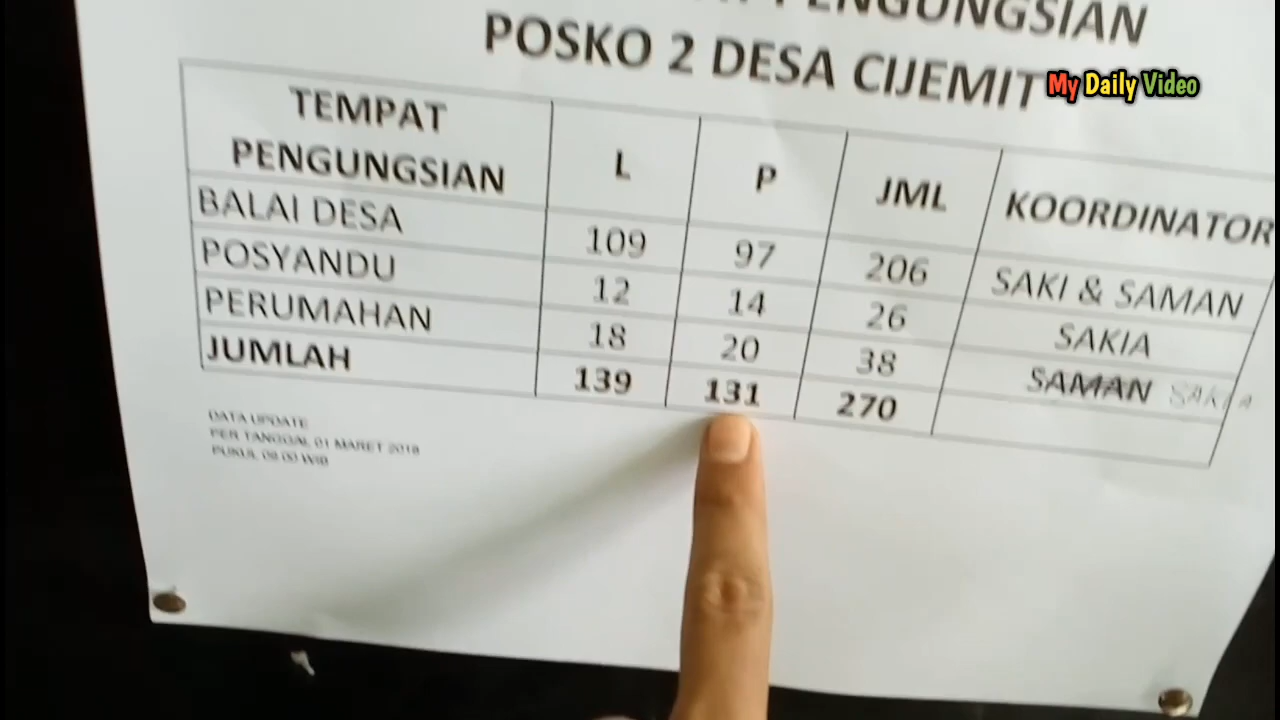 PENGUNGSIAN
POSKO 2 DESA CIJEMIT
My Daily Video
TEMPAT PENGUNGSIAN L P JML KOORDINATOR
BALAI DESA 109 97 206 SAKI & SAMAN
POSYANDU 12 14 26 SAKIA
PERUMAHAN 18 20 38 SAMAN SAKIA
JUMLAH 139 131 270
DATA UPDATE
PER TANGGAL 01 MARET 2018
PUKUL 09.00 WIB